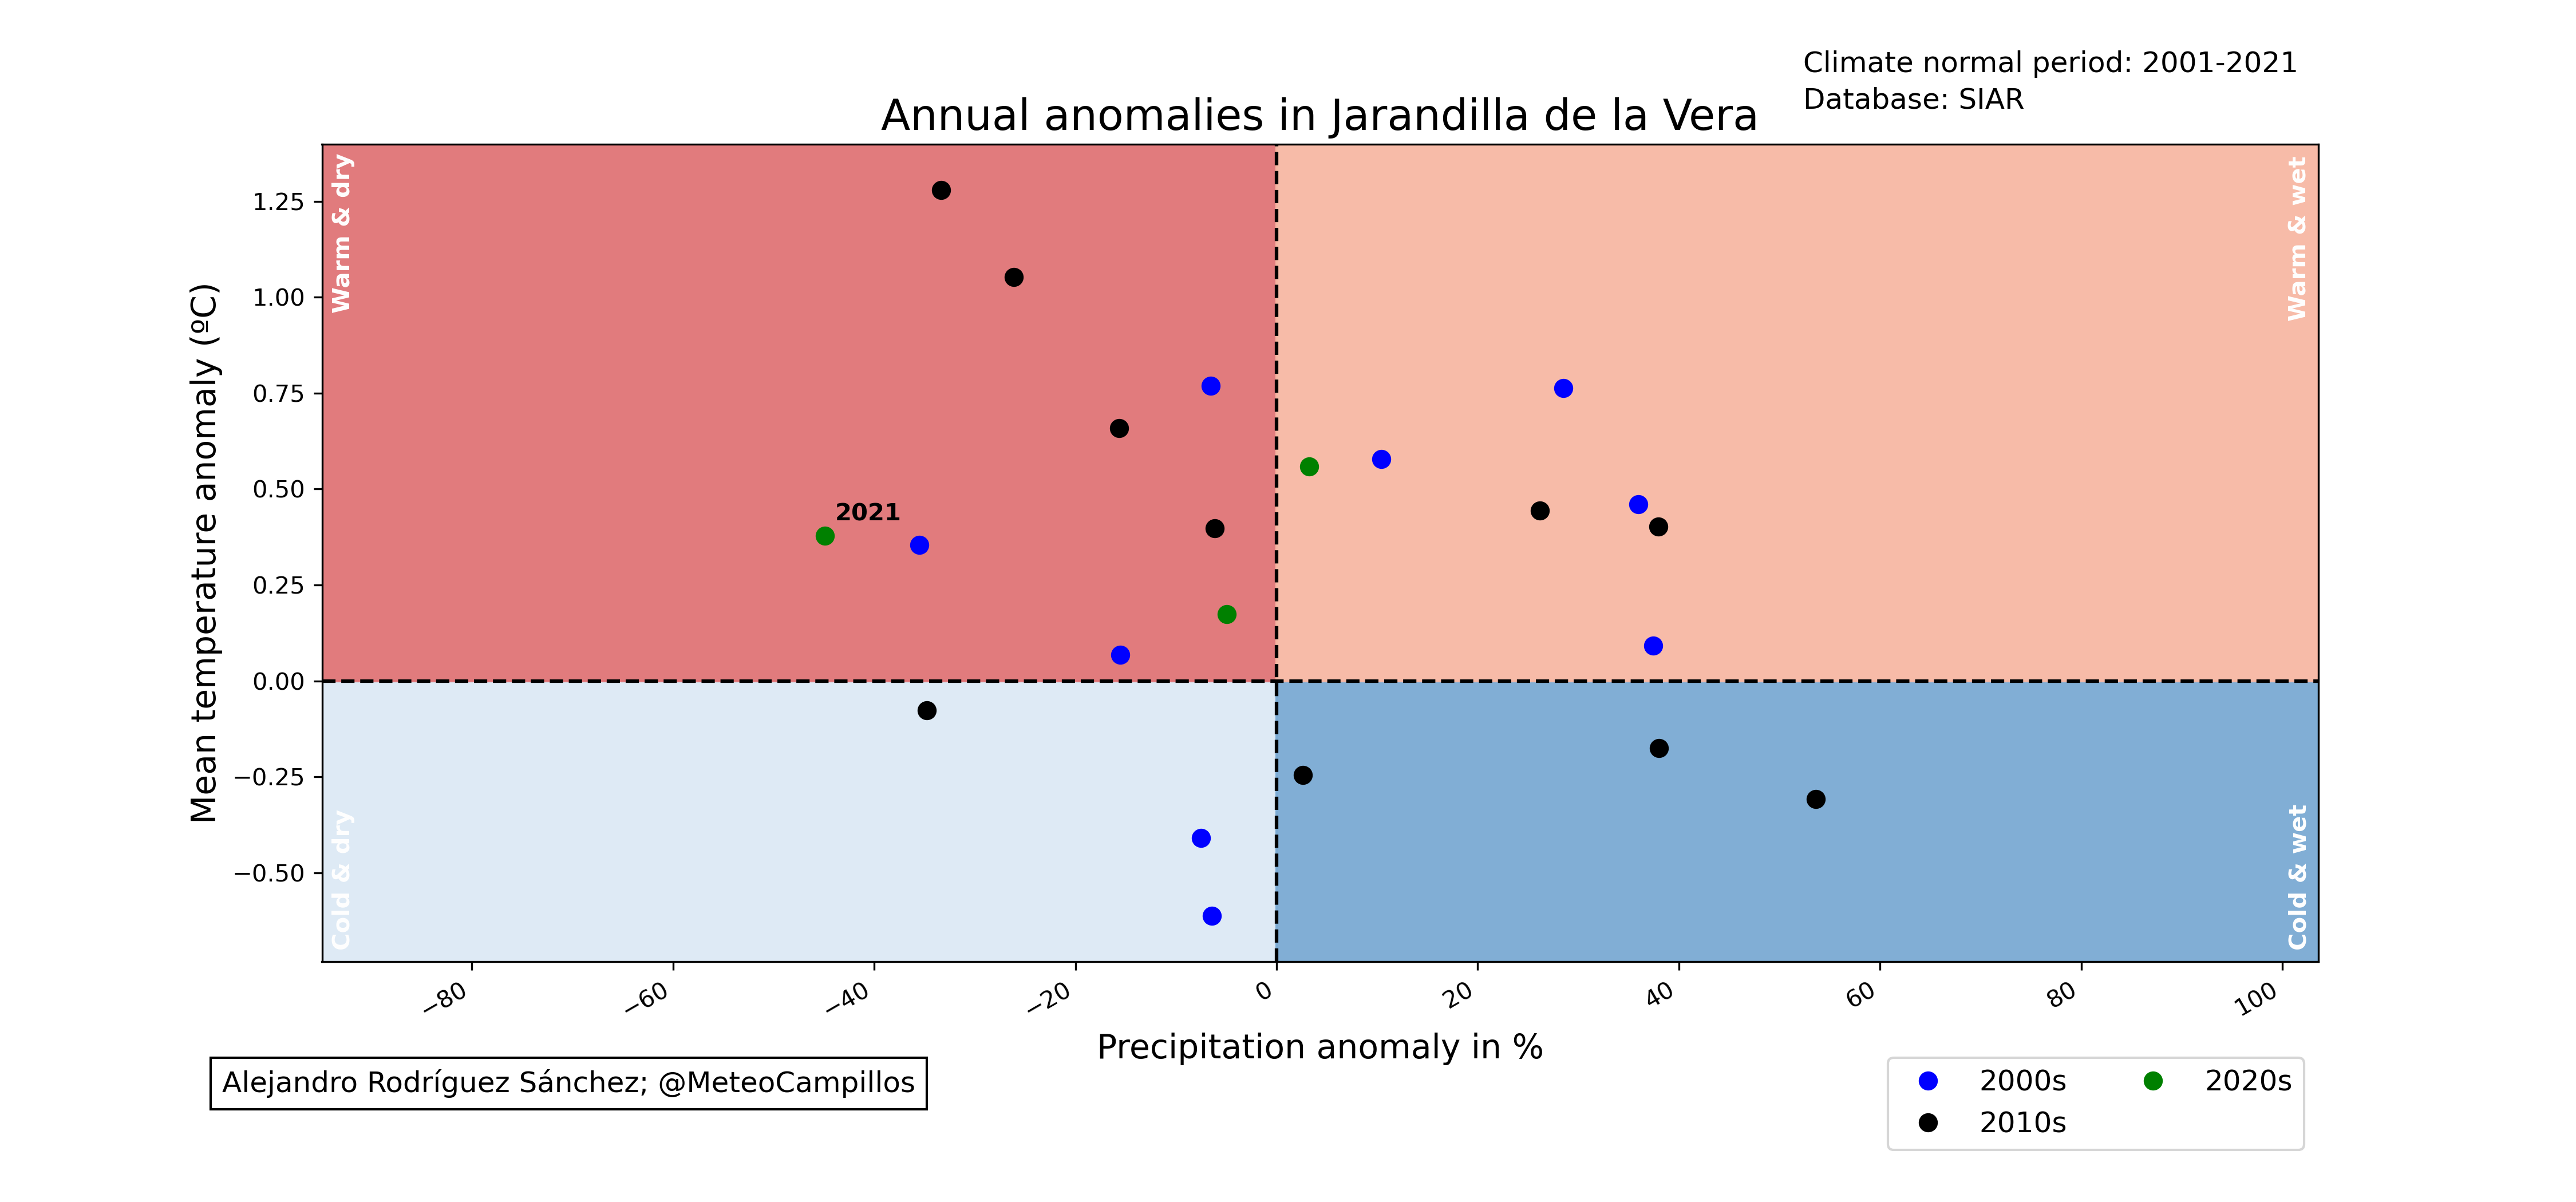 Climate normal period: 2001-2021
Database: SIAR
Annual anomalies in Jarandilla de la Vera
Warm & dry
Warm & wet
Mean temperature anomaly (ºC)
1.25
1.00
0.75
0.50
0.25
0.00
−0.25
−0.50
2021
Cold & dry
Cold & wet
−80
−60
−40
−20
0
20
40
60
80
100
Precipitation anomaly in %
Alejandro Rodríguez Sánchez; @MeteoCampillos
2000s
2010s
2020s